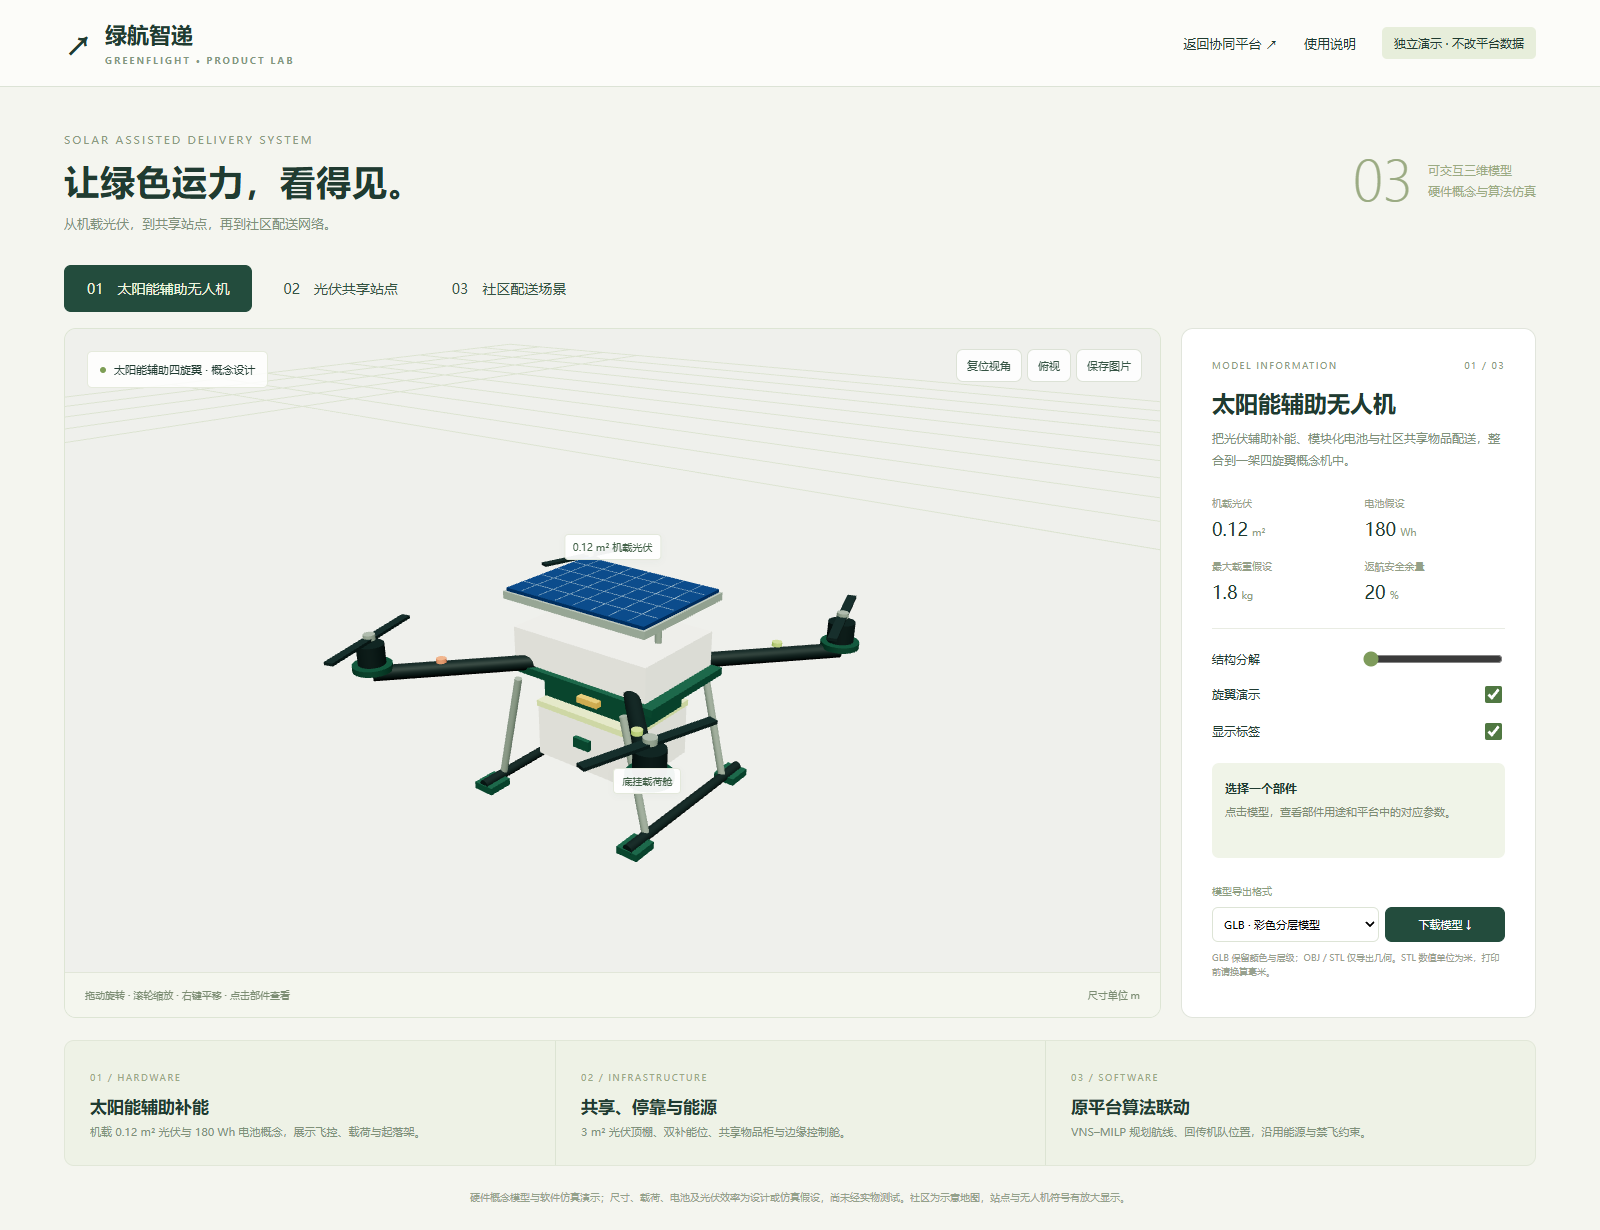 绿航智递
GREENFLIGHT • PRODUCT LAB
返回协同平台 ↗
使用说明
独立演示 · 不改平台数据
SOLAR ASSISTED DELIVERY SYSTEM
让绿色运力，看得见。
从机载光伏，到共享站点，再到社区配送网络。
03
可交互三维模型
硬件概念与算法仿真
01 太阳能辅助无人机
02 光伏共享站点
03 社区配送场景
太阳能辅助四旋翼 · 概念设计
复位视角
俯视
保存图片
0.12 m² 机载光伏
底挂载荷舱
拖动旋转 · 滚轮缩放 · 右键平移 · 点击部件查看
尺寸单位 m
MODEL INFORMATION
01 / 03
太阳能辅助无人机
把光伏辅助补能、模块化电池与社区共享物品配送，整
合到一架四旋翼概念机中。
机载光伏
电池假设
0.12 m²
180 Wh
最大载重假设
返航安全余量
1.8 kg
20 %
结构分解
旋翼演示
显示标签
选择一个部件
点击模型，查看部件用途和平台中的对应参数。
模型导出格式
GLB · 彩色分层模型
下载模型 ↓
GLB 保留颜色与层级；OBJ / STL 仅导出几何。STL 数值单位为米，打印
前请换算毫米。
01 / HARDWARE
太阳能辅助补能
机载 0.12 m² 光伏与 180 Wh 电池概念，展示飞控、载荷与起落架。
02 / INFRASTRUCTURE
共享、停靠与能源
3 m² 光伏顶棚、双补能位、共享物品柜与边缘控制舱。
03 / SOFTWARE
原平台算法联动
VNS–MILP 规划航线、回传机队位置，沿用能源与禁飞约束。
硬件概念模型与软件仿真演示；尺寸、载荷、电池及光伏效率为设计或仿真假设，尚未经实物测试。社区为示意地图，站点与无人机符号有放大显示。